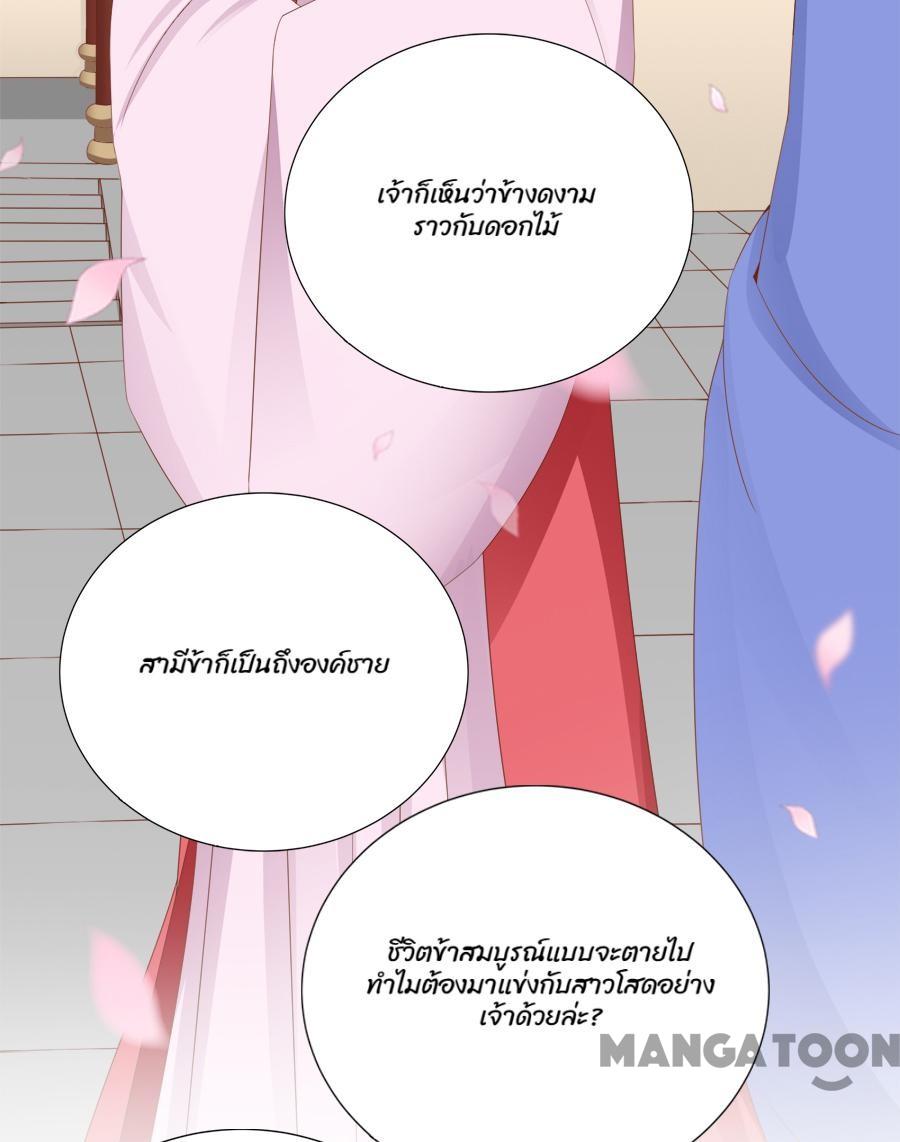 เจ้าก็เห็นว่าข้างดงาม
ราวกับดอกไม้
สามีข้าก็เป็นถึงองค์ชาย
ชีวิตข้าสมบูรณ์แบบจะตายไป
ทำไมต้องมาแข่งกับสาวโสดอย่าง
เจ้าด้วยล่ะ?
MANGATOON